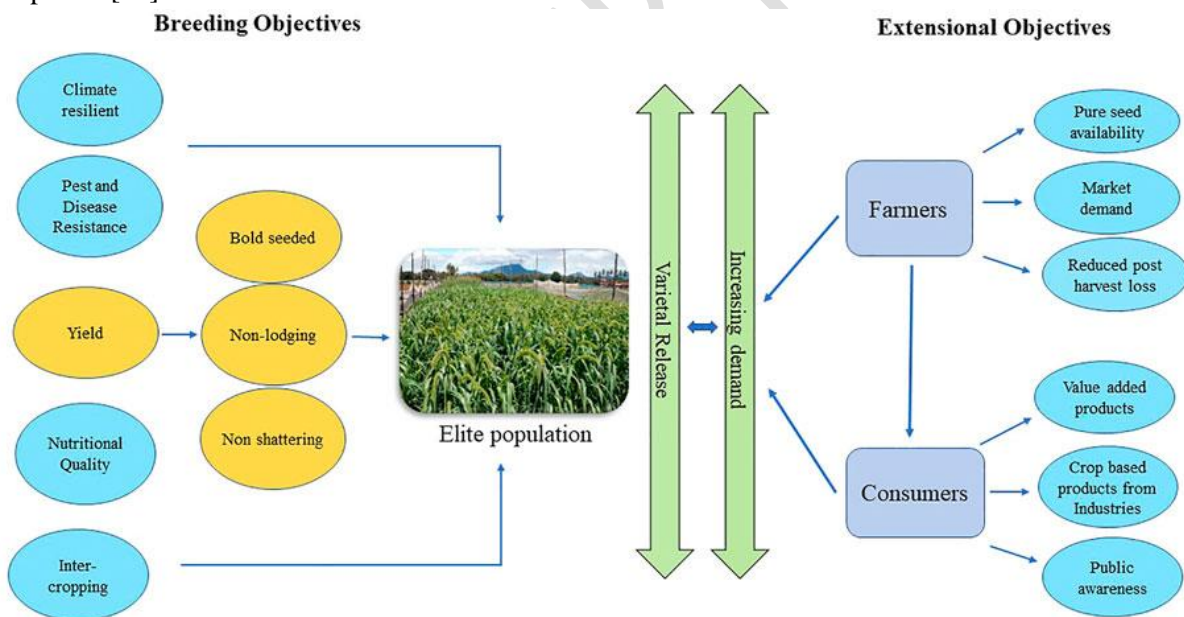 Breeding Objectives
Extensional Objectives
Climate
resilient
Pest and
Disease
Resistance
Yield
Nutritional
Quality
Inter-
cropping
Bold seeded
Non-lodging
Non shattering
Elite population
Varietal Release
Increasing demand
Farmers
Consumers
Pure seed
availability
Market
demand
Reduced post
harvest loss
Value added
products
Crop based
products from
Industries
Public
awareness